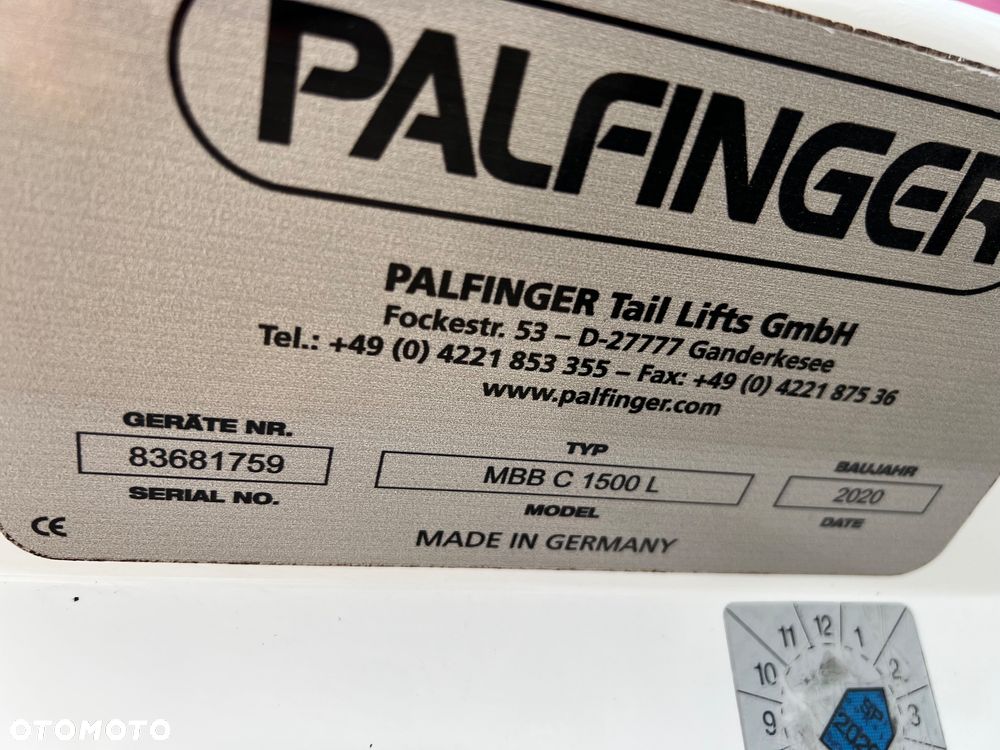 PALFINGER
PALFINGER Tail Lifts GmbH
Fockestr. 53 – D-27777 Ganderkesee
Tel.: +49 (0) 4221 853 355 – Fax: +49 (0) 4221 875 36
www.palfinger.com
GERÄTE NR. TYP BAUJAHR
83681759 MBB C 1500 L 2020
SERIAL NO. MODEL DATE
CE MADE IN GERMANY
11 12 1
10 2
9 3
OTOMOTO